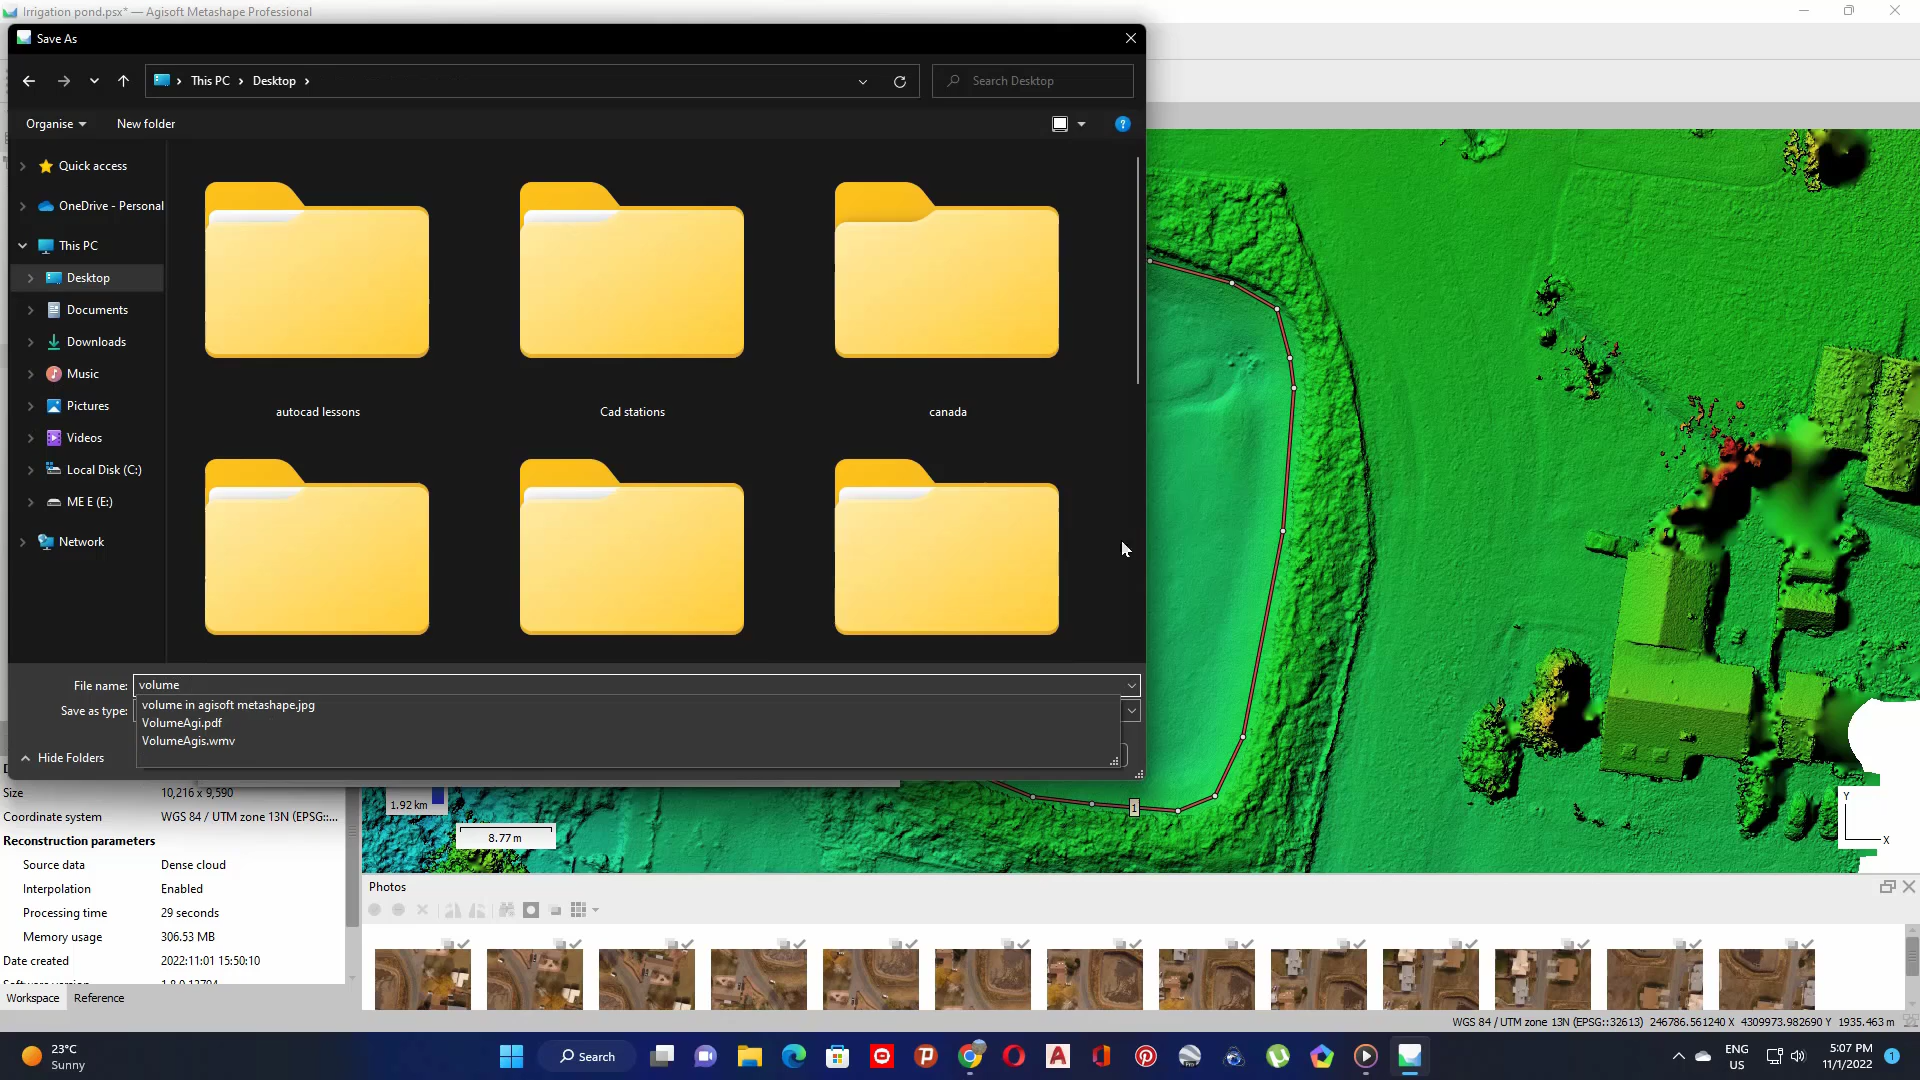 Irrigation pond.psx* — Agisoft Metashape Professional
Save As
This PC
Desktop
Search Desktop
Organise
New folder
?
Quick access
OneDrive - Personal
This PC
Desktop
Documents
Downloads
Music
Pictures
Videos
Local Disk (C:)
ME E (E:)
Network
autocad lessons
Cad stations
canada
File name: volume
Save as type:
volume in agisoft metashape.jpg
VolumeAgi.pdf
VolumeAgis.wmv
Hide Folders
Size 10,216 x 9,590
Coordinate system WGS 84 / UTM zone 13N (EPSG::...
Reconstruction parameters
Source data Dense cloud
Interpolation Enabled
Processing time 29 seconds
Memory usage 306.53 MB
Date created 2022:11:01 15:50:10
Workspace
Reference
1.92 km
8.77 m
1
Y
X
Photos
WGS 84 / UTM zone 13N (EPSG::32613) 246786.561240 X 4309973.982690 Y 1935.463 m
23°C
Sunny
Search
ENG
US
5:07 PM
11/1/2022
1